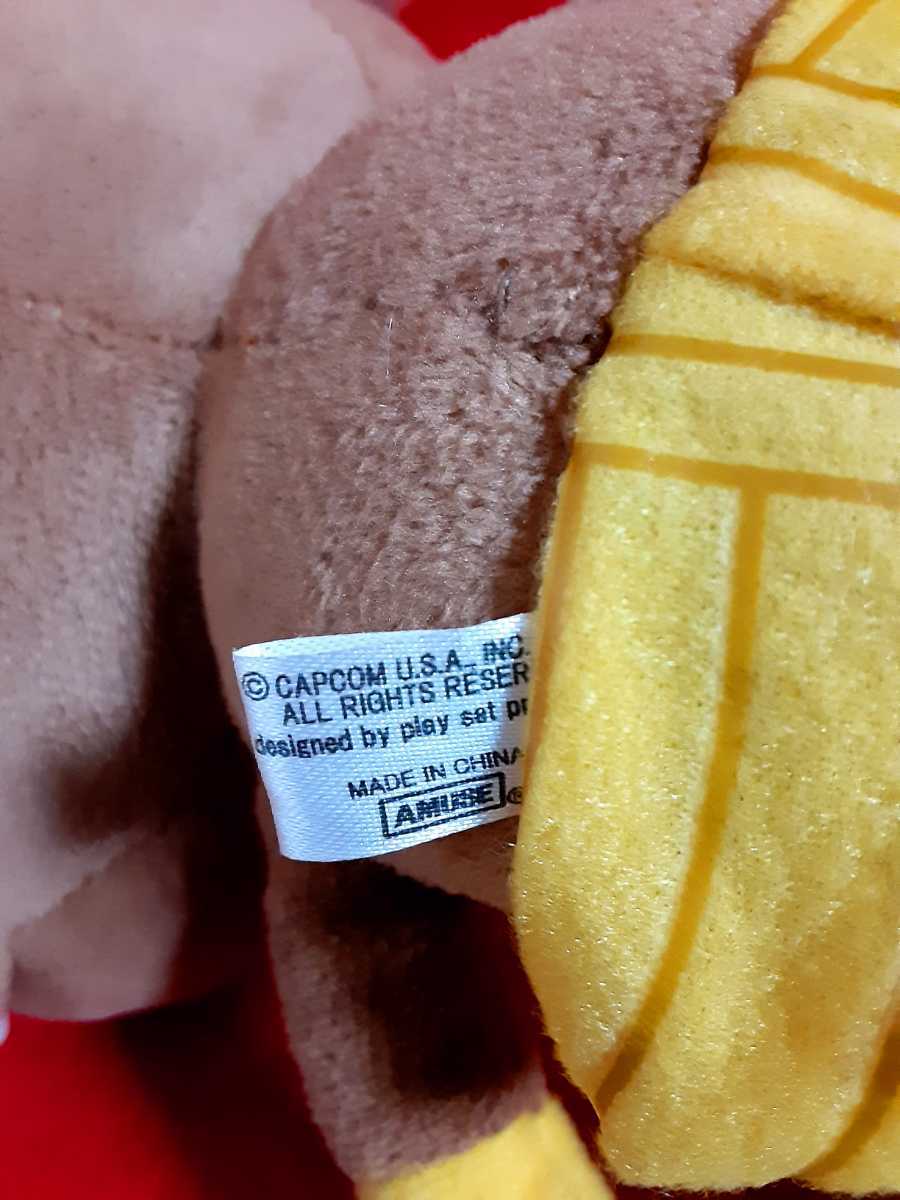 © CAPCOM U.S.A., INC.
ALL RIGHTS RESER
designed by play set pr
MADE IN CHINA
AMUSE®